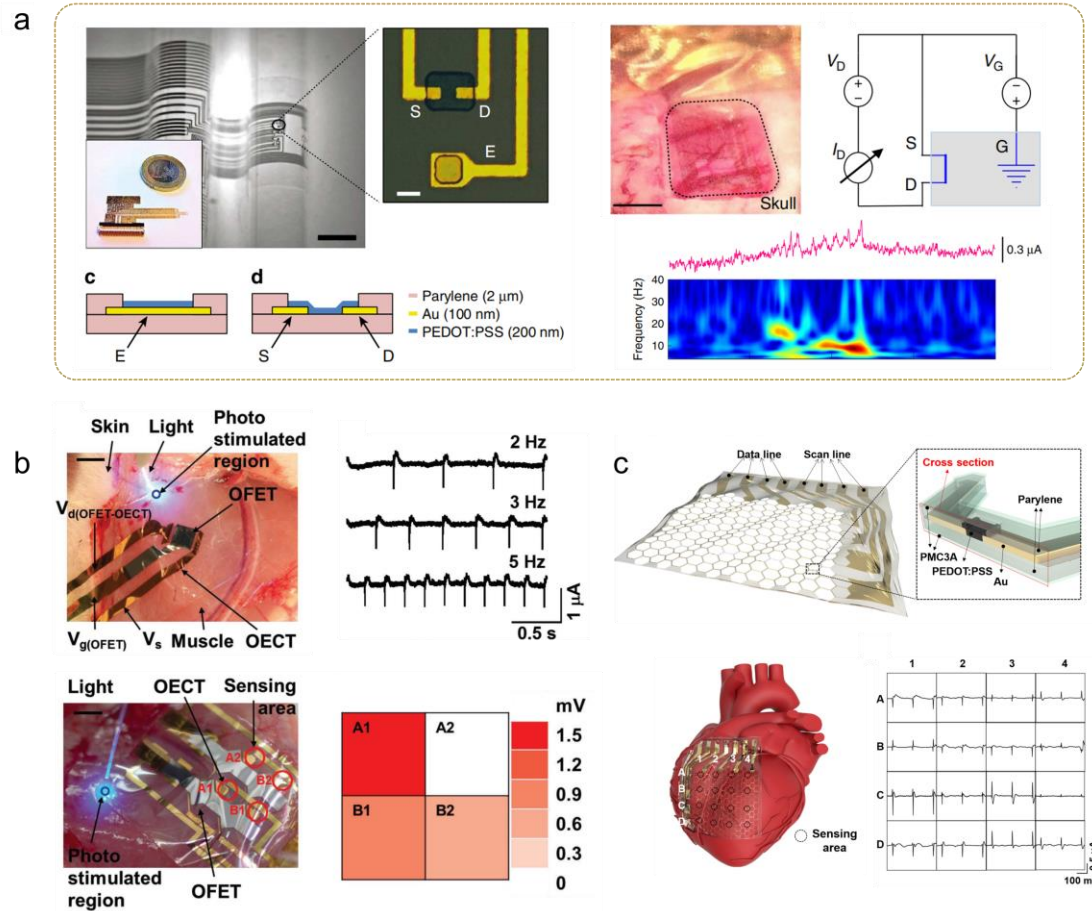 a
S
D
E
Skull
V_D
+
−
I_D
V_G
−
+
S
G
D
0.3 μA
c
d
E
S
D
Parylene (2 μm)
Au (100 nm)
PEDOT:PSS (200 nm)
Frequency (Hz)
40
30
20
10
b
Skin
Light
Photo
stimulated
region
OFET
V_d(OFET-OECT)
V_g(OFET)
V_s
Muscle
OECT
2 Hz
3 Hz
5 Hz
1 μA
0.5 s
Light
OECT
Sensing
area
A2
A1
B2
B1
Photo
stimulated
region
OFET
A1
A2
B1
B2
mV
1.5
1.2
0.9
0.6
0.3
0
c
Data line
Scan line
Cross section
Parylene
PMC3A
PEDOT:PSS
Au
1
2
3
4
A
B
C
D
Sensing
area
1
2
3
4
A
B
C
D